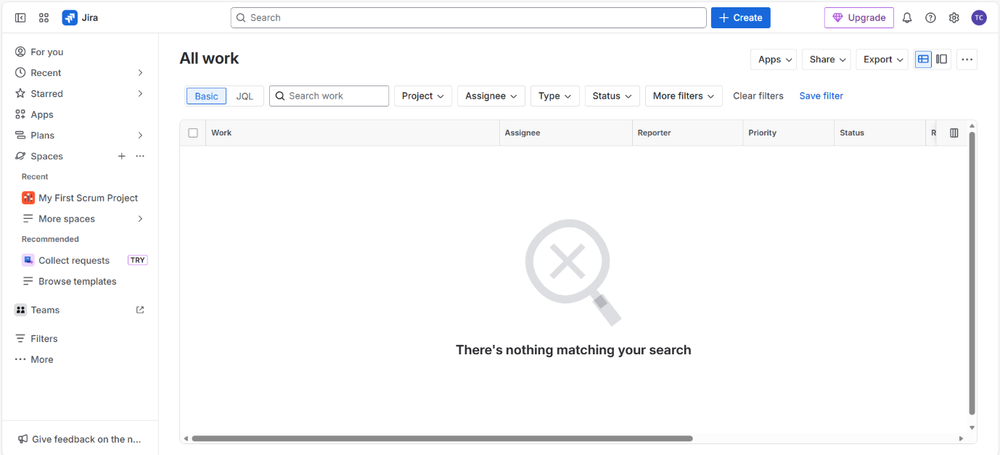 Jira
Search
Create
Upgrade
TC
For you
Recent
Starred
Apps
Plans
Spaces
Recent
My First Scrum Project
More spaces
Recommended
Collect requests TRY
Browse templates
Teams
Filters
More
Give feedback on the n...
All work
Apps Share Export
Basic JQL Search work Project Assignee Type Status More filters Clear filters Save filter
Work Assignee Reporter Priority Status R
There's nothing matching your search